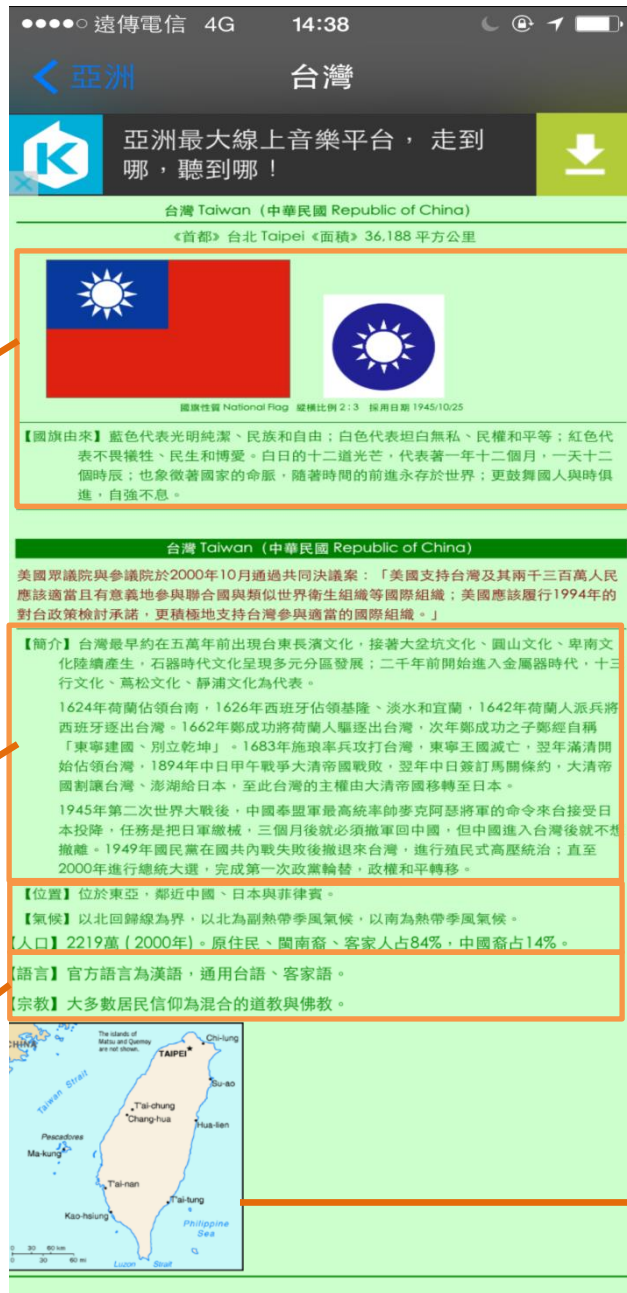 ●●●●○ 遠傳電信 4G 14:38
亞洲
台灣
亞洲最大線上音樂平台， 走到
哪，聽到哪！
台灣 Taiwan (中華民國 Republic of China)
《首都》台北 Taipei《面積》36,188 平方公里
國旗性質 National Flag 縱橫比例 2：3 採用日期 1945/10/25
【國旗由來】藍色代表光明純潔、民族和自由；白色代表坦白無私、民權和平等；紅色代
表不畏犧牲、民生和博愛。白日的十二道光芒，代表著一年十二個月，一天十二
個時辰；也象徵著國家的命脈，隨著時間的前進永存於世界；更鼓舞國人與時俱
進，自強不息。
台灣 Taiwan (中華民國 Republic of China)
美國眾議院與參議院於2000年10月通過共同決議案：「美國支持台灣及其兩千三百萬人民
應該適當且有意義地參與聯合國與類似世界衛生組織等國際組織；美國應該履行1994年的
對台政策檢討承諾，更積極地支持台灣參與適當的國際組織。」
【簡介】台灣最早約在五萬年前出現台東長濱文化，接著大坌坑文化、圓山文化、卑南文
化陸續產生，石器時代文化呈現多元分區發展；二千年前開始進入金屬器時代，十三
行文化、蔦松文化、靜浦文化為代表。
1624年荷蘭佔領台南，1626年西班牙佔領基隆、淡水和宜蘭，1642年荷蘭人派兵將
西班牙逐出台灣。1662年鄭成功將荷蘭人驅逐出台灣，次年鄭成功之子鄭經自稱
「東寧建國、別立乾坤」。1683年施琅率兵攻打台灣，東寧王國滅亡，翌年滿清開
始佔領台灣，1894年中日甲午戰爭大清帝國戰敗，翌年中日簽訂馬關條約，大清帝
國割讓台灣、澎湖給日本，至此台灣的主權由大清帝國移轉至日本。
1945年第二次世界大戰後，中國奉盟軍最高統率帥麥克阿瑟將軍的命令來台接受日
本投降，任務是把日軍繳械，三個月後就必須撤軍回中國，但中國進入台灣後就不想
撤離。1949年國民黨在國共內戰失敗後撤退來台灣，進行殖民式高壓統治；直至
2000年進行總統大選，完成第一次政黨輪替，政權和平轉移。
【位置】位於東亞，鄰近中國、日本與菲律賓。
【氣候】以北回歸線為界，以北為副熱帶季風氣候，以南為熱帶季風氣候。
【人口】2219萬 ( 2000年)。原住民、閩南裔、客家人占84%，中國裔占14%。
【語言】官方語言為漢語，通用台語、客家語。
【宗教】大多數居民信仰為混合的道教與佛教。
CHINA
The islands of
Matsu and Quemoy
are not shown.
Chi-lung
TAIPEI
Taiwan Strait
Su-ao
T'ai-chung
Chang-hua
Hua-lien
Pescadores
Ma-kung
T'ai-nan
T'ai-tung
Kao-hsiung
Philippine
Sea
0 30 60 km
0 30 60 mi
Luzon Strait